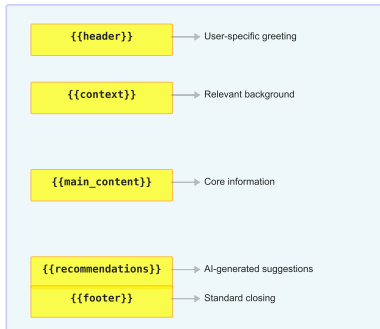 {{header}} User-specific greeting
{{context}} Relevant background
{{main_content}} Core information
{{recommendations}} AI-generated suggestions
{{footer}} Standard closing